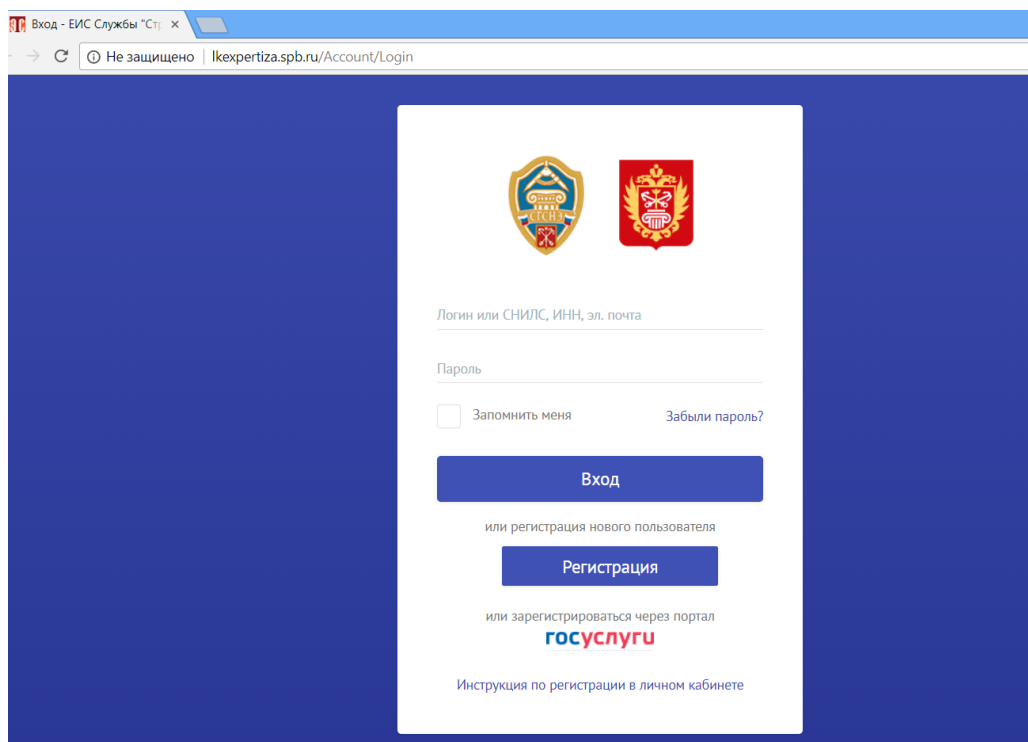 Вход - ЕИС Службы "Ст
Не защищено | lkexpertiza.spb.ru/Account/Login
СГСНЭ
Логин или СНИЛС, ИНН, эл. почта
Пароль
Запомнить меня Забыли пароль?
Вход
или регистрация нового пользователя
Регистрация
или зарегистрироваться через портал
госуслуги
Инструкция по регистрации в личном кабинете